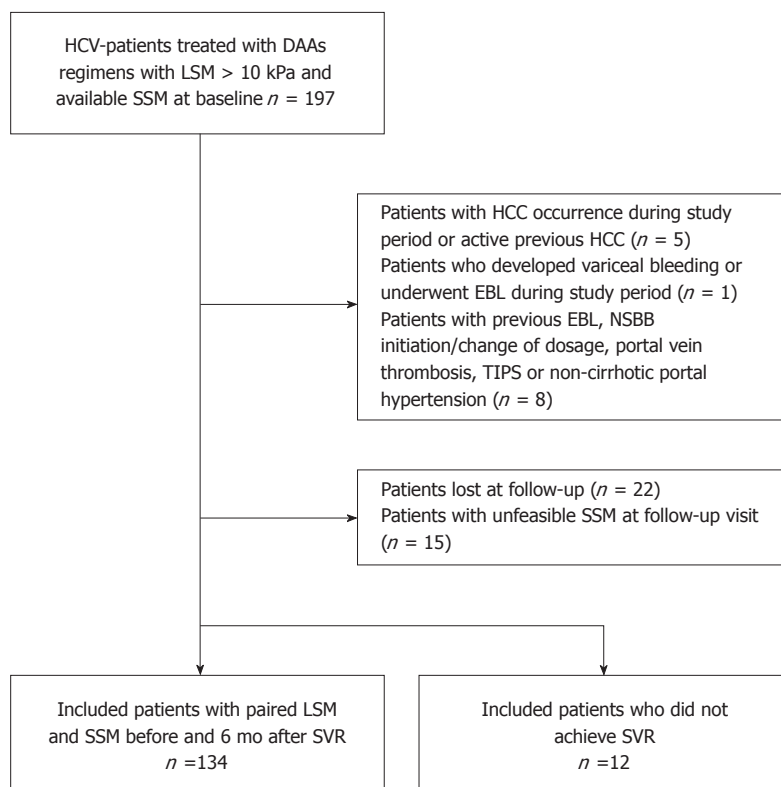 HCV-patients treated with DAAs
regimens with LSM > 10 kPa and
available SSM at baseline n = 197
Patients with HCC occurrence during study
period or active previous HCC (n = 5)
Patients who developed variceal bleeding or
underwent EBL during study period (n = 1)
Patients with previous EBL, NSBB
initiation/change of dosage, portal vein
thrombosis, TIPS or non-cirrhotic portal
hypertension (n = 8)
Patients lost at follow-up (n = 22)
Patients with unfeasible SSM at follow-up visit
(n = 15)
Included patients with paired LSM
and SSM before and 6 mo after SVR
n =134
Included patients who did not
achieve SVR
n =12